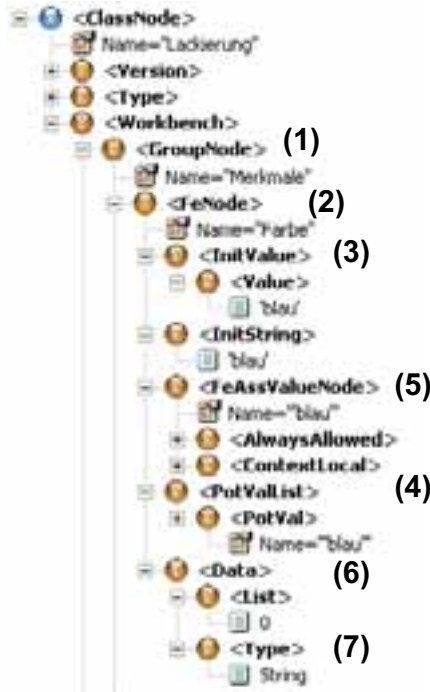 <ClassNode>
Name="Lackierung"
<Version>
<Type>
<Workbench>
<GroupNode> (1)
Name="Merkmale"
<FeNode> (2)
Name="Farbe"
<InitValue> (3)
<Value>
'blau'
<InitString>
'blau'
<FeAssValueNode> (5)
Name="'blau'"
<AlwaysAllowed>
<ContextLocal>
<PotValList> (4)
<PotVal>
Name="'blau'"
<Data> (6)
<List>
0
<Type> (7)
String